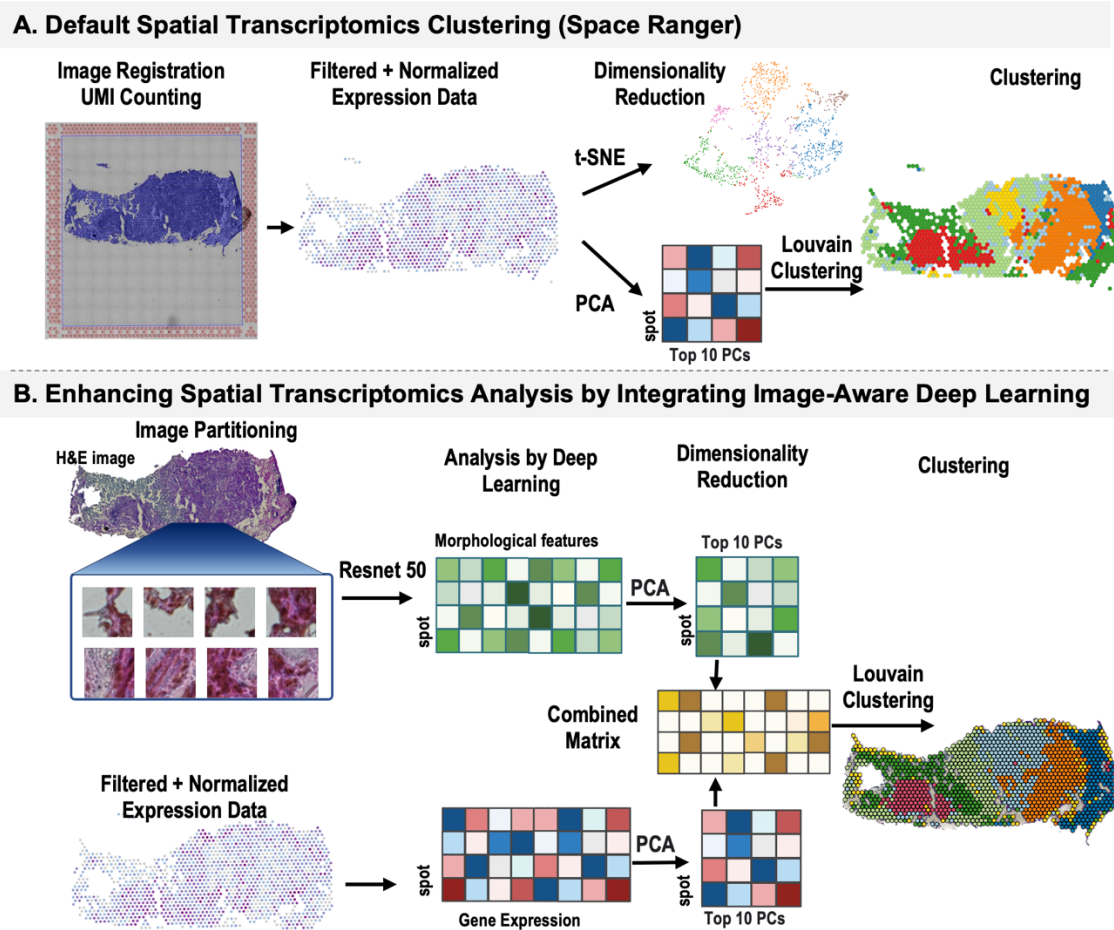 A. Default Spatial Transcriptomics Clustering (Space Ranger)
Image Registration
UMI Counting
Filtered + Normalized
Expression Data
Dimensionality
Reduction
Clustering
t-SNE
PCA
spot
Top 10 PCs
Louvain
Clustering
B. Enhancing Spatial Transcriptomics Analysis by Integrating Image-Aware Deep Learning
Image Partitioning
H&E image
Analysis by Deep
Learning
Dimensionality
Reduction
Clustering
Resnet 50
Morphological features
spot
PCA
Top 10 PCs
spot
Combined
Matrix
Louvain
Clustering
Filtered + Normalized
Expression Data
spot
Gene Expression
PCA
spot
Top 10 PCs